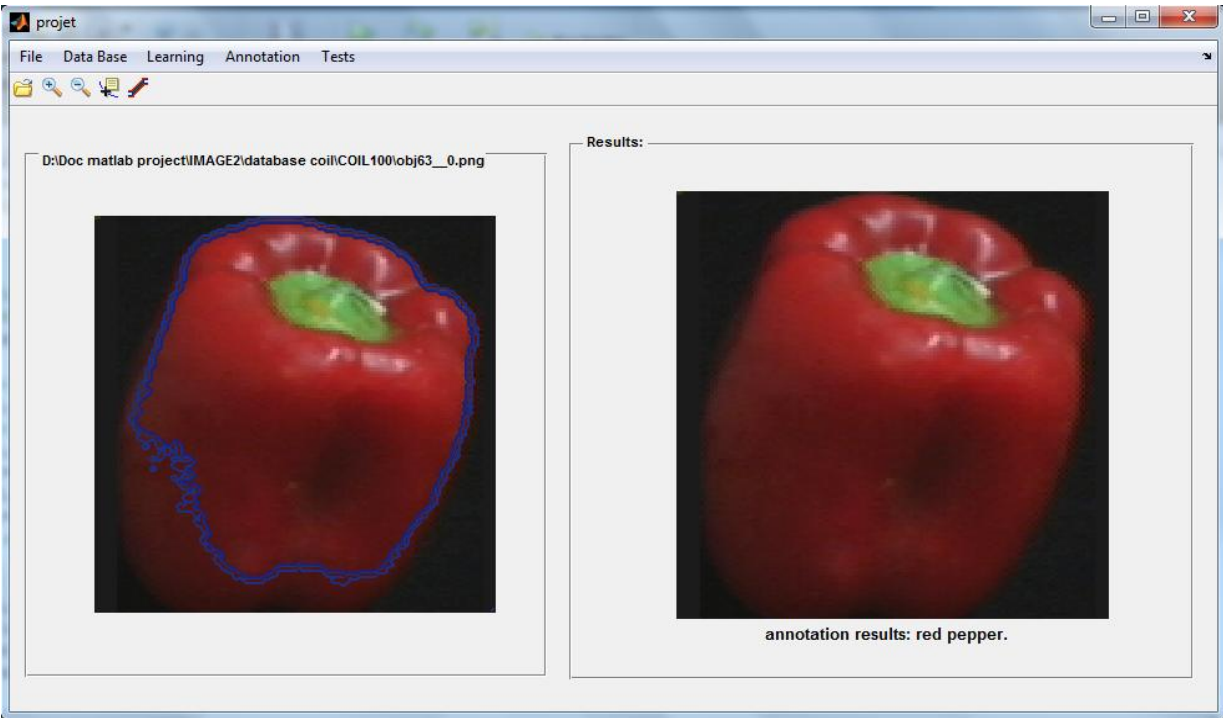 projet
File Data Base Learning Annotation Tests
D:\Doc matlab project\IMAGE2\database coil\COIL100\obj63__0.png
Results:
annotation results: red pepper.